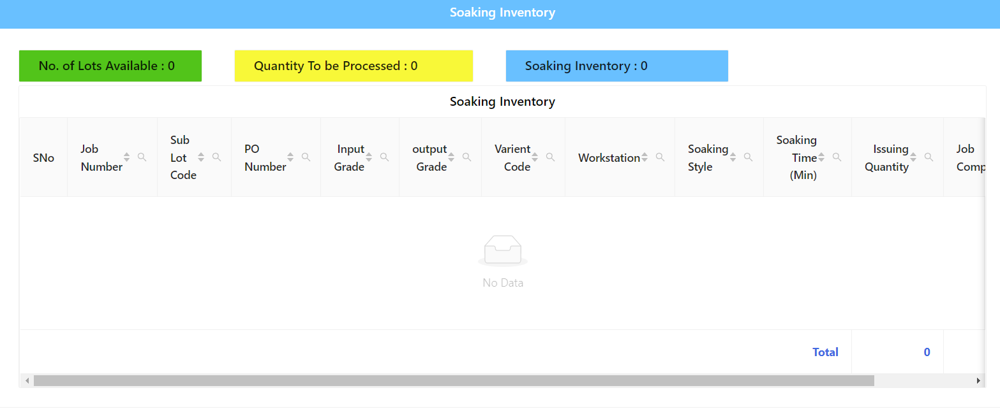 Soaking Inventory
No. of Lots Available : 0
Quantity To be Processed : 0
Soaking Inventory : 0
Soaking Inventory
SNo
Job
Number
Sub
Lot
Code
PO
Number
Input
Grade
output
Grade
Varient
Code
Workstation
Soaking
Style
Soaking
Time
(Min)
Issuing
Quantity
Job
Comp
No Data
Total
0